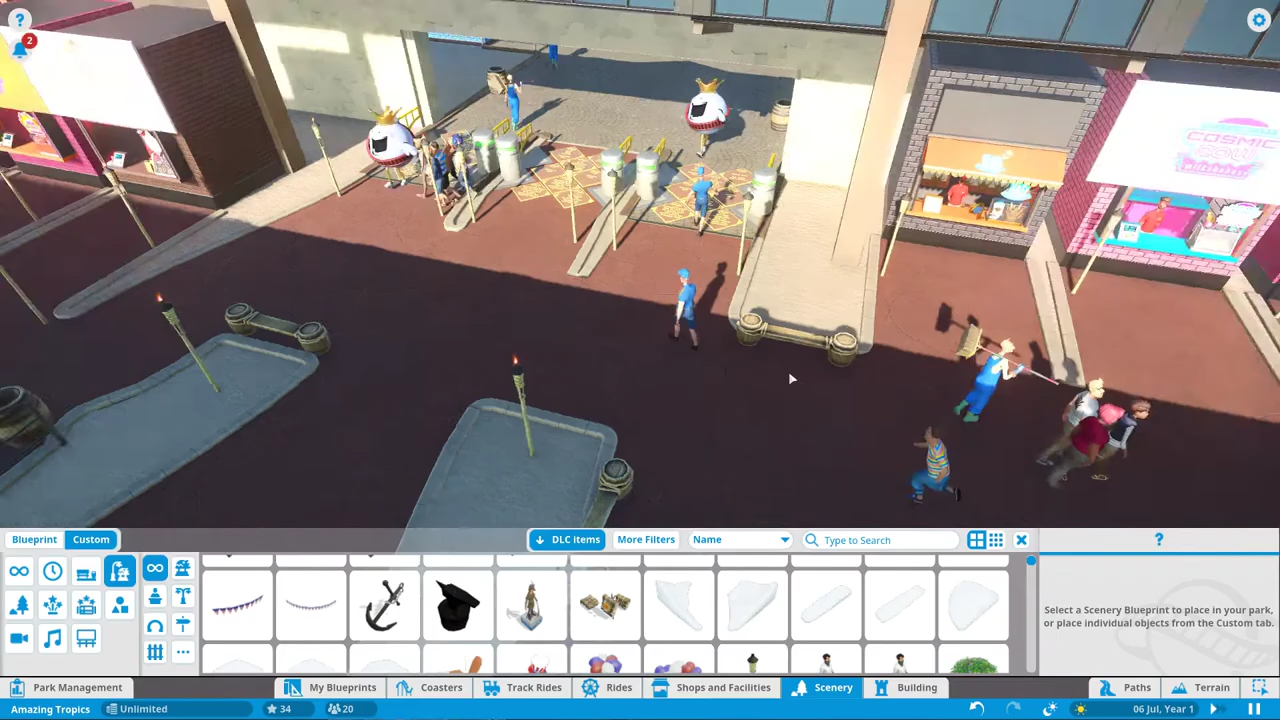 ?
2
COSMIC
COW
Blueprint
Custom
DLC Items
More Filters
Name
Type to Search
?
Select a Scenery Blueprint to place in your park,
or place individual objects from the Custom tab.
Park Management
My Blueprints
Coasters
Track Rides
Rides
Shops and Facilities
Scenery
Building
Paths
Terrain
Amazing Tropics
Unlimited
34
20
06 Jul, Year 1